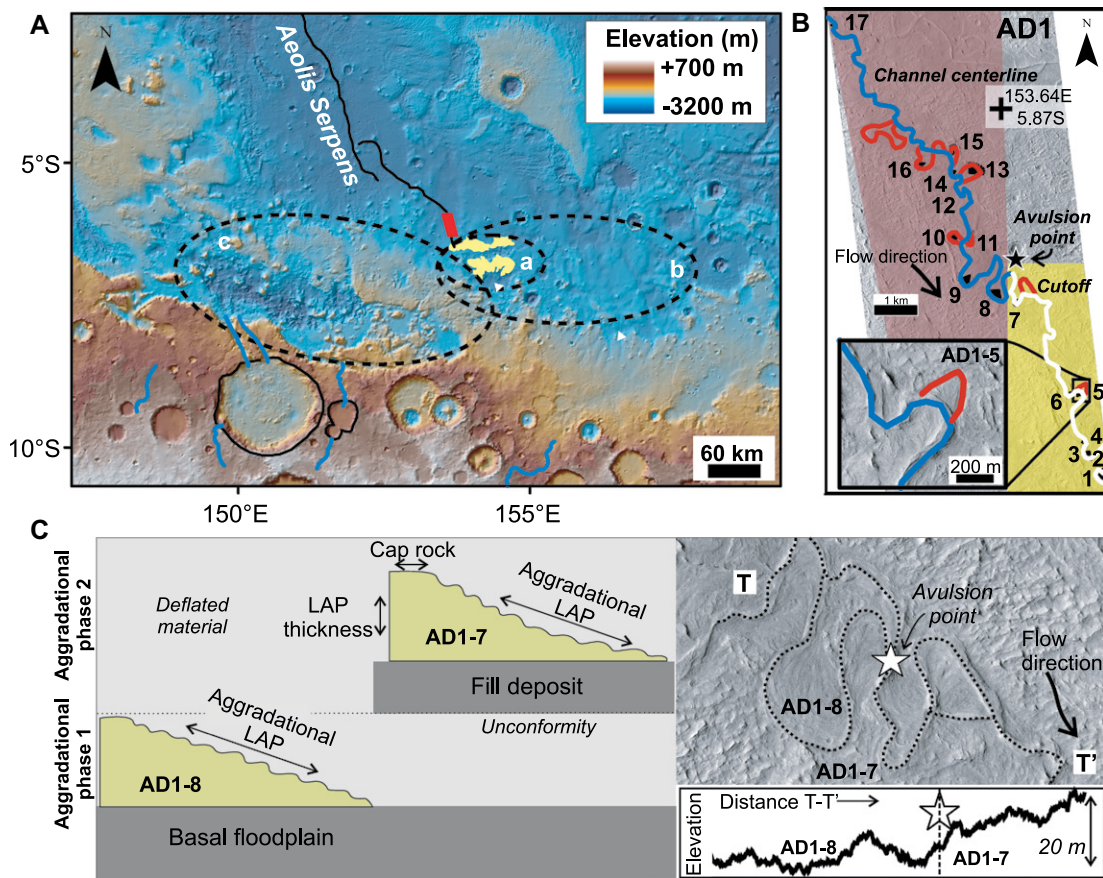 A
N
Aeolis Serpens
Elevation (m)
+700 m
-3200 m
5°S
10°S
c
a
b
60 km
150°E
155°E
B
AD1
N
17
Channel centerline
153.64E
5.87S
15
16
13
14
12
10
11
Avulsion
point
Flow direction
1 km
9
8
7
Cutoff
AD1-5
200 m
6
5
4
3
2
1
C
Aggradational
phase 2
Aggradational
phase 1
Cap rock
Deflated
material
LAP
thickness
Aggradational
LAP
AD1-7
Fill deposit
Unconformity
Aggradational
LAP
AD1-8
Basal floodplain
T
Avulsion
point
Flow
direction
AD1-8
AD1-7
T'
Elevation
Distance T-T'
AD1-8
AD1-7
20 m